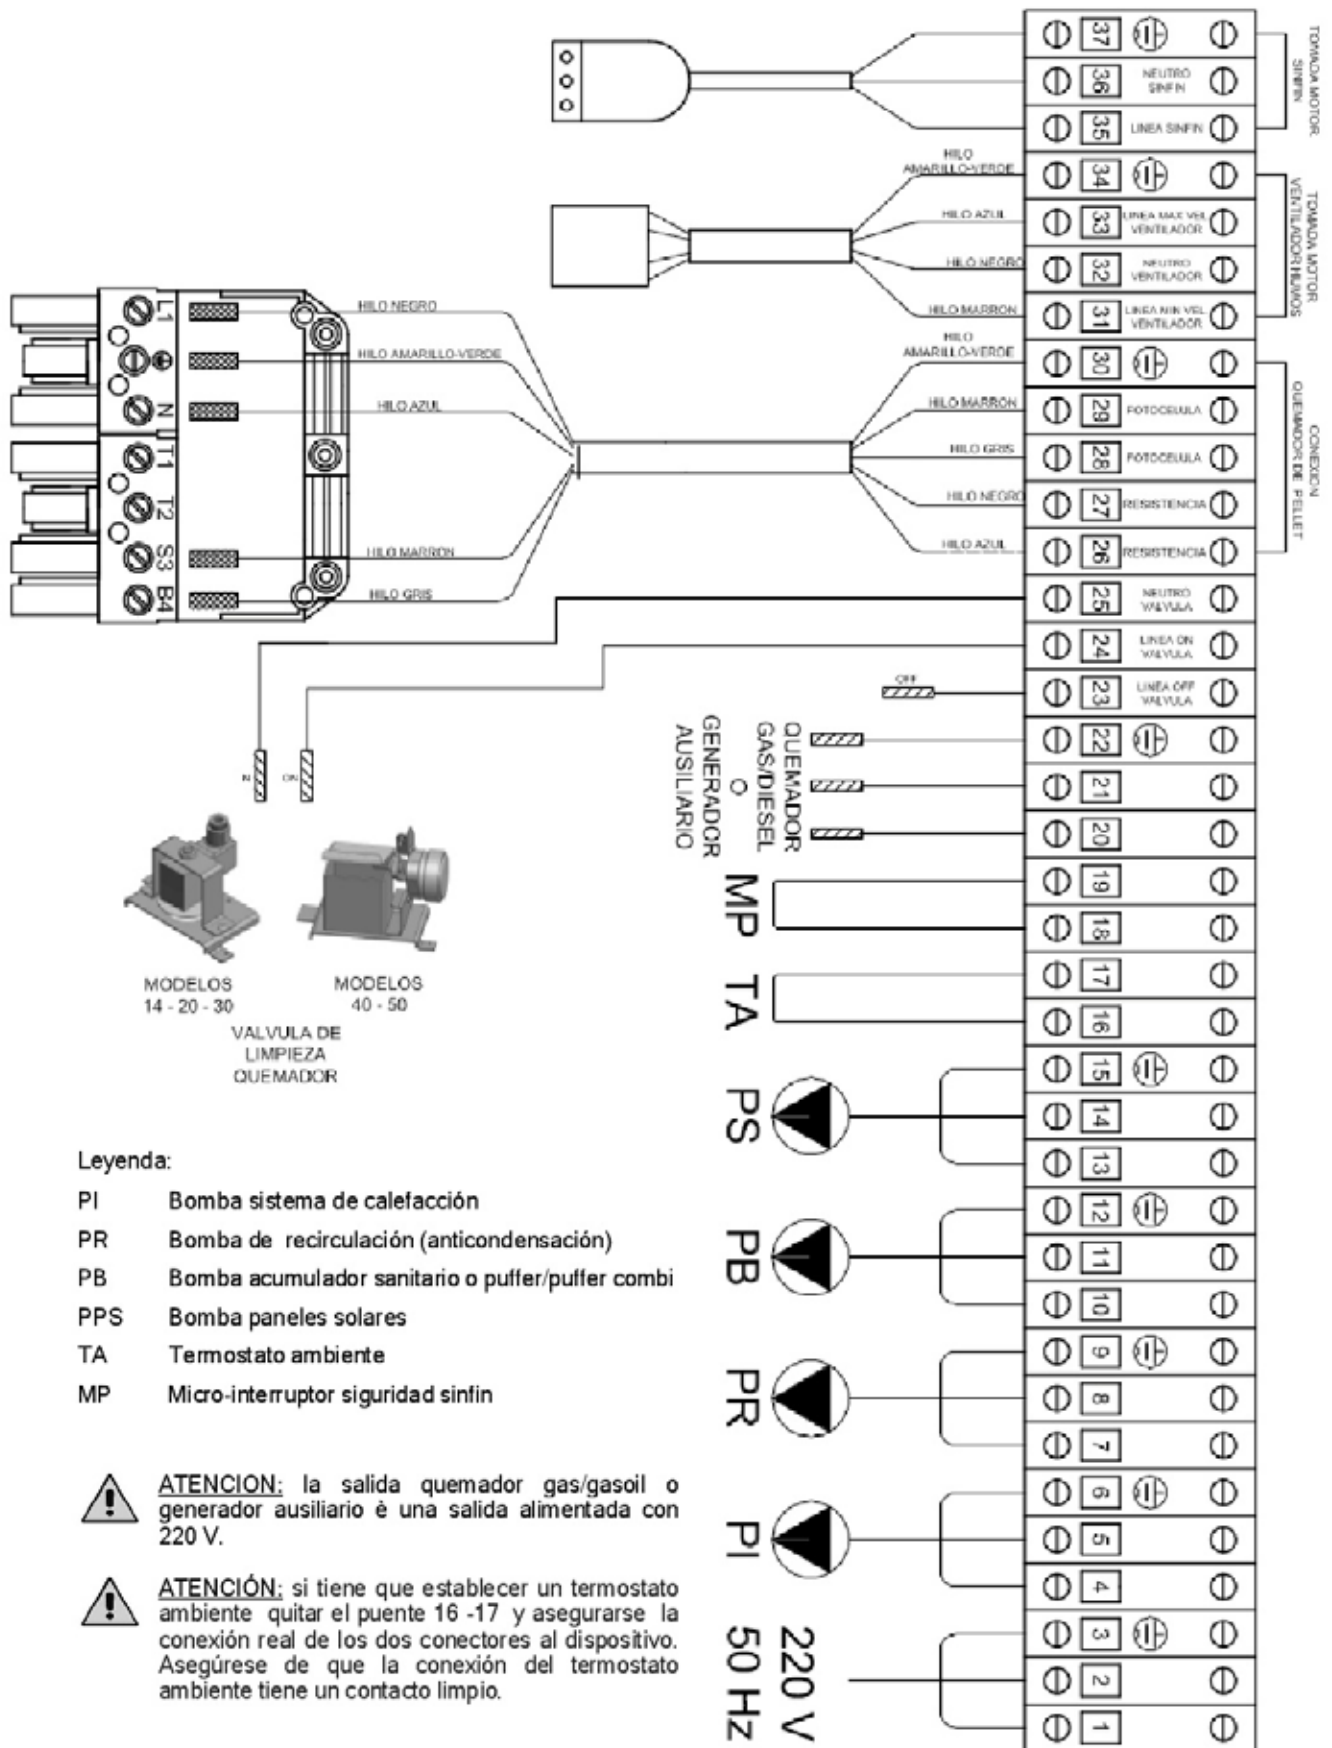 TOMADA MOTOR
SINFIN
37
36
NEUTRO
SINFIN
35
LINEA SINFIN
TOMADA MOTOR
VENTILADOR HUMOS
HILO
AMARILLO-VERDE
34
HILO AZUL
33
LINEA MAX VEL.
VENTILADOR
HILO NEGRO
32
NEUTRO
VENTILADOR
HILO MARRON
31
LINEA MIN VEL.
VENTILADOR
CONEXION
QUEMADOR DE PELLET
HILO
AMARILLO-VERDE
30
HILO MARRON
29
FOTOCELULA
HILO GRIS
28
FOTOCELULA
HILO NEGRO
27
RESISTENCIA
HILO AZUL
26
RESISTENCIA
L1
HILO NEGRO
HILO AMARILLO-VERDE
N
HILO AZUL
T1
T2
S3
HILO MARRON
B4
HILO GRIS
25
NEUTRO
VALVULA
24
LINEA ON
VALVULA
OFF
23
LINEA OFF
VALVULA
N
ON
MODELOS
14 - 20 - 30
MODELOS
40 - 50
VALVULA DE
LIMPIEZA
QUEMADOR
QUEMADOR
GAS/DIESEL
O
GENERADOR
AUSILIARIO
22
21
20
MP
19
18
TA
17
16
PS
15
14
13
PB
12
11
10
PR
9
8
7
PI
6
5
4
220 V
50 Hz
3
2
1
Leyenda:
PI Bomba sistema de calefacción
PR Bomba de recirculación (anticondensación)
PB Bomba acumulador sanitario o puffer/puffer combi
PPS Bomba paneles solares
TA Termostato ambiente
MP Micro-interruptor siguridad sinfin
ATENCION: la salida quemador gas/gasoil o
generador ausiliario è una salida alimentada con
220 V.
ATENCIÓN: si tiene que establecer un termostato
ambiente quitar el puente 16 -17 y asegurarse la
conexión real de los dos conectores al dispositivo.
Asegúrese de que la conexión del termostato
ambiente tiene un contacto limpio.